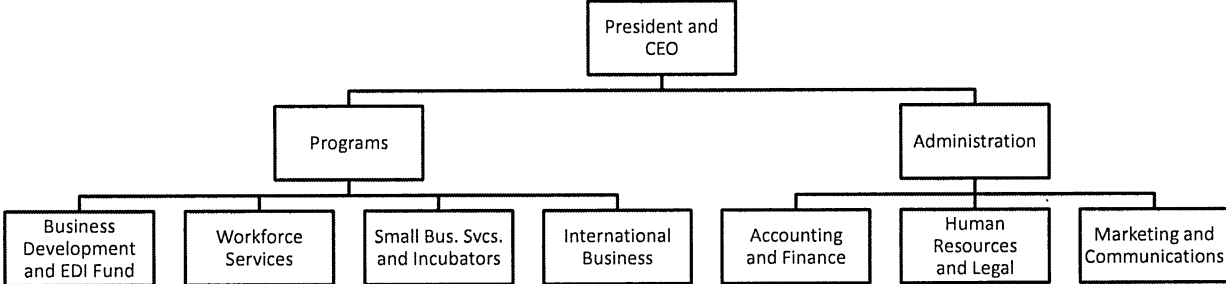 President and
CEO
Programs
Administration
Business
Development
and EDI Fund
Workforce
Services
Small Bus. Svcs.
and Incubators
International
Business
Accounting
and Finance
Human
Resources
and Legal
Marketing and
Communications